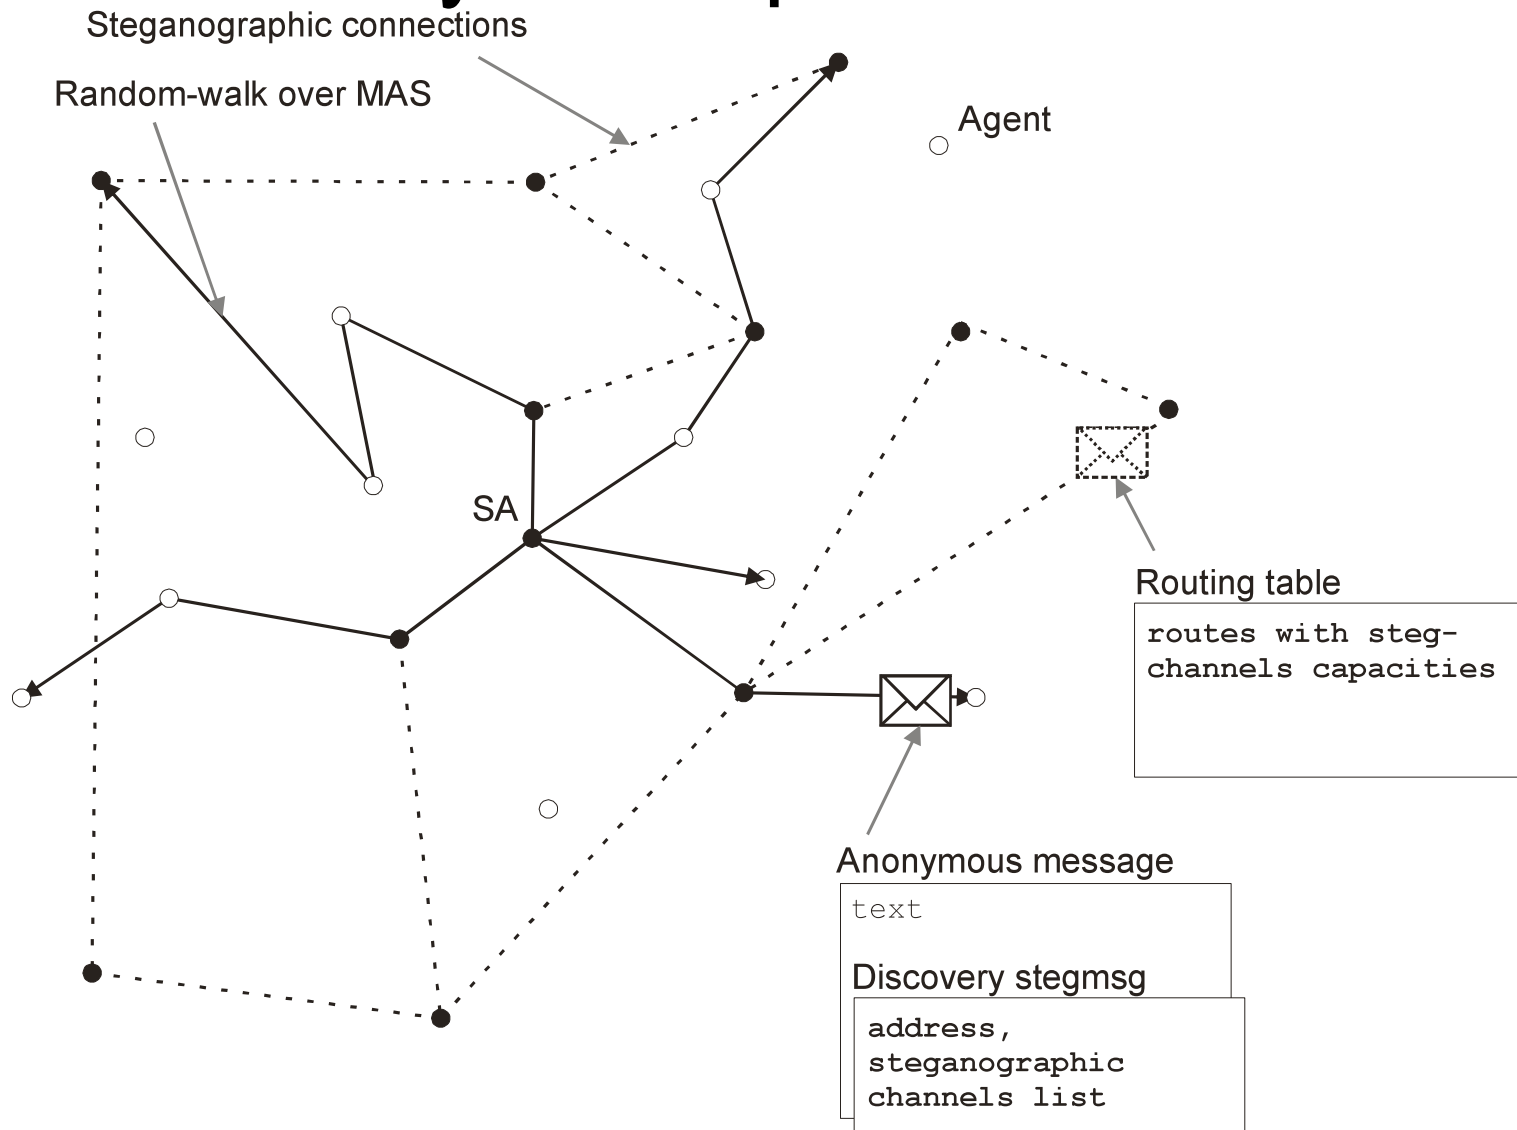 Steganographic connections
Random-walk over MAS
Agent
SA
Routing table
routes with steg-
channels capacities
Anonymous message
text
Discovery stegmsg
address,
steganographic
channels list